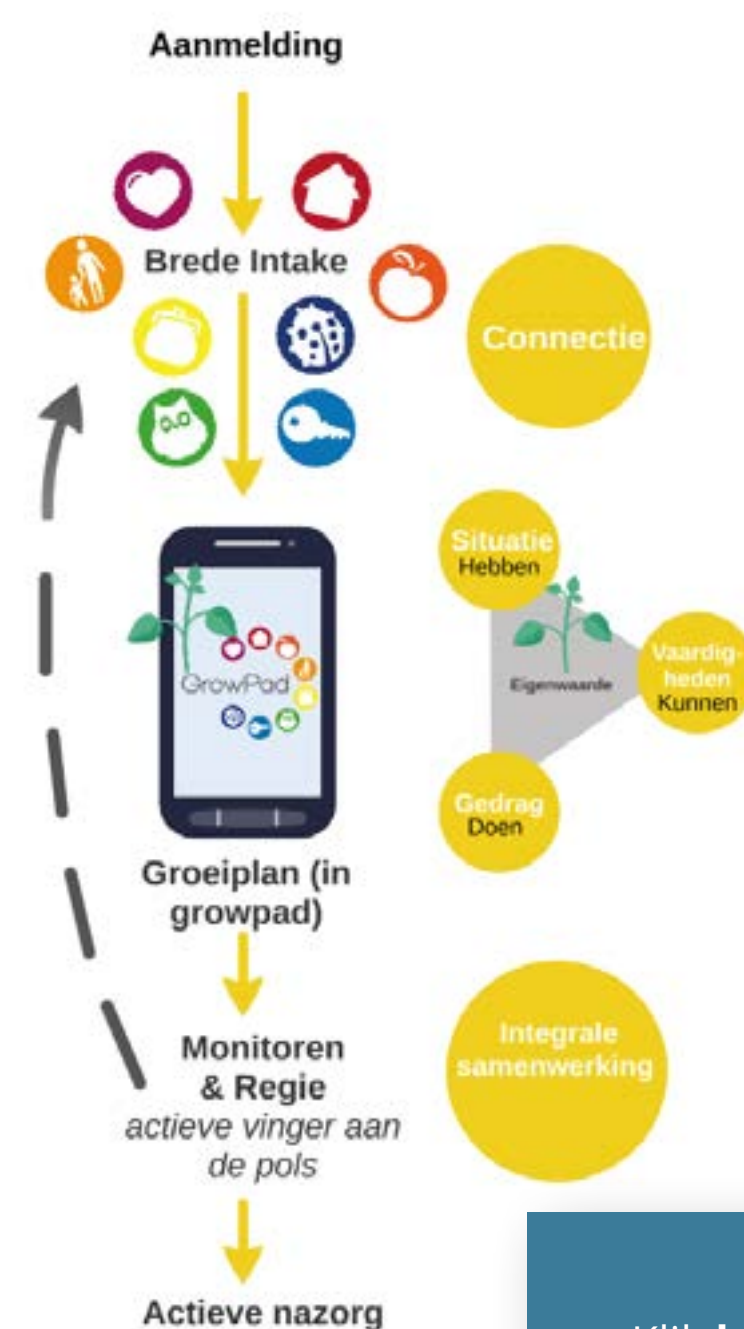 Aanmelding
Brede Intake
Connectie
Situatie
Hebben
Vaardig-
heden
Kunnen
Eigenwaarde
GrowPad
Gedrag
Doen
Groeiplan (in
growpad)
Monitoren
& Regie
actieve vinger aan
de pols
Integrale
samenwerking
Actieve nazorg